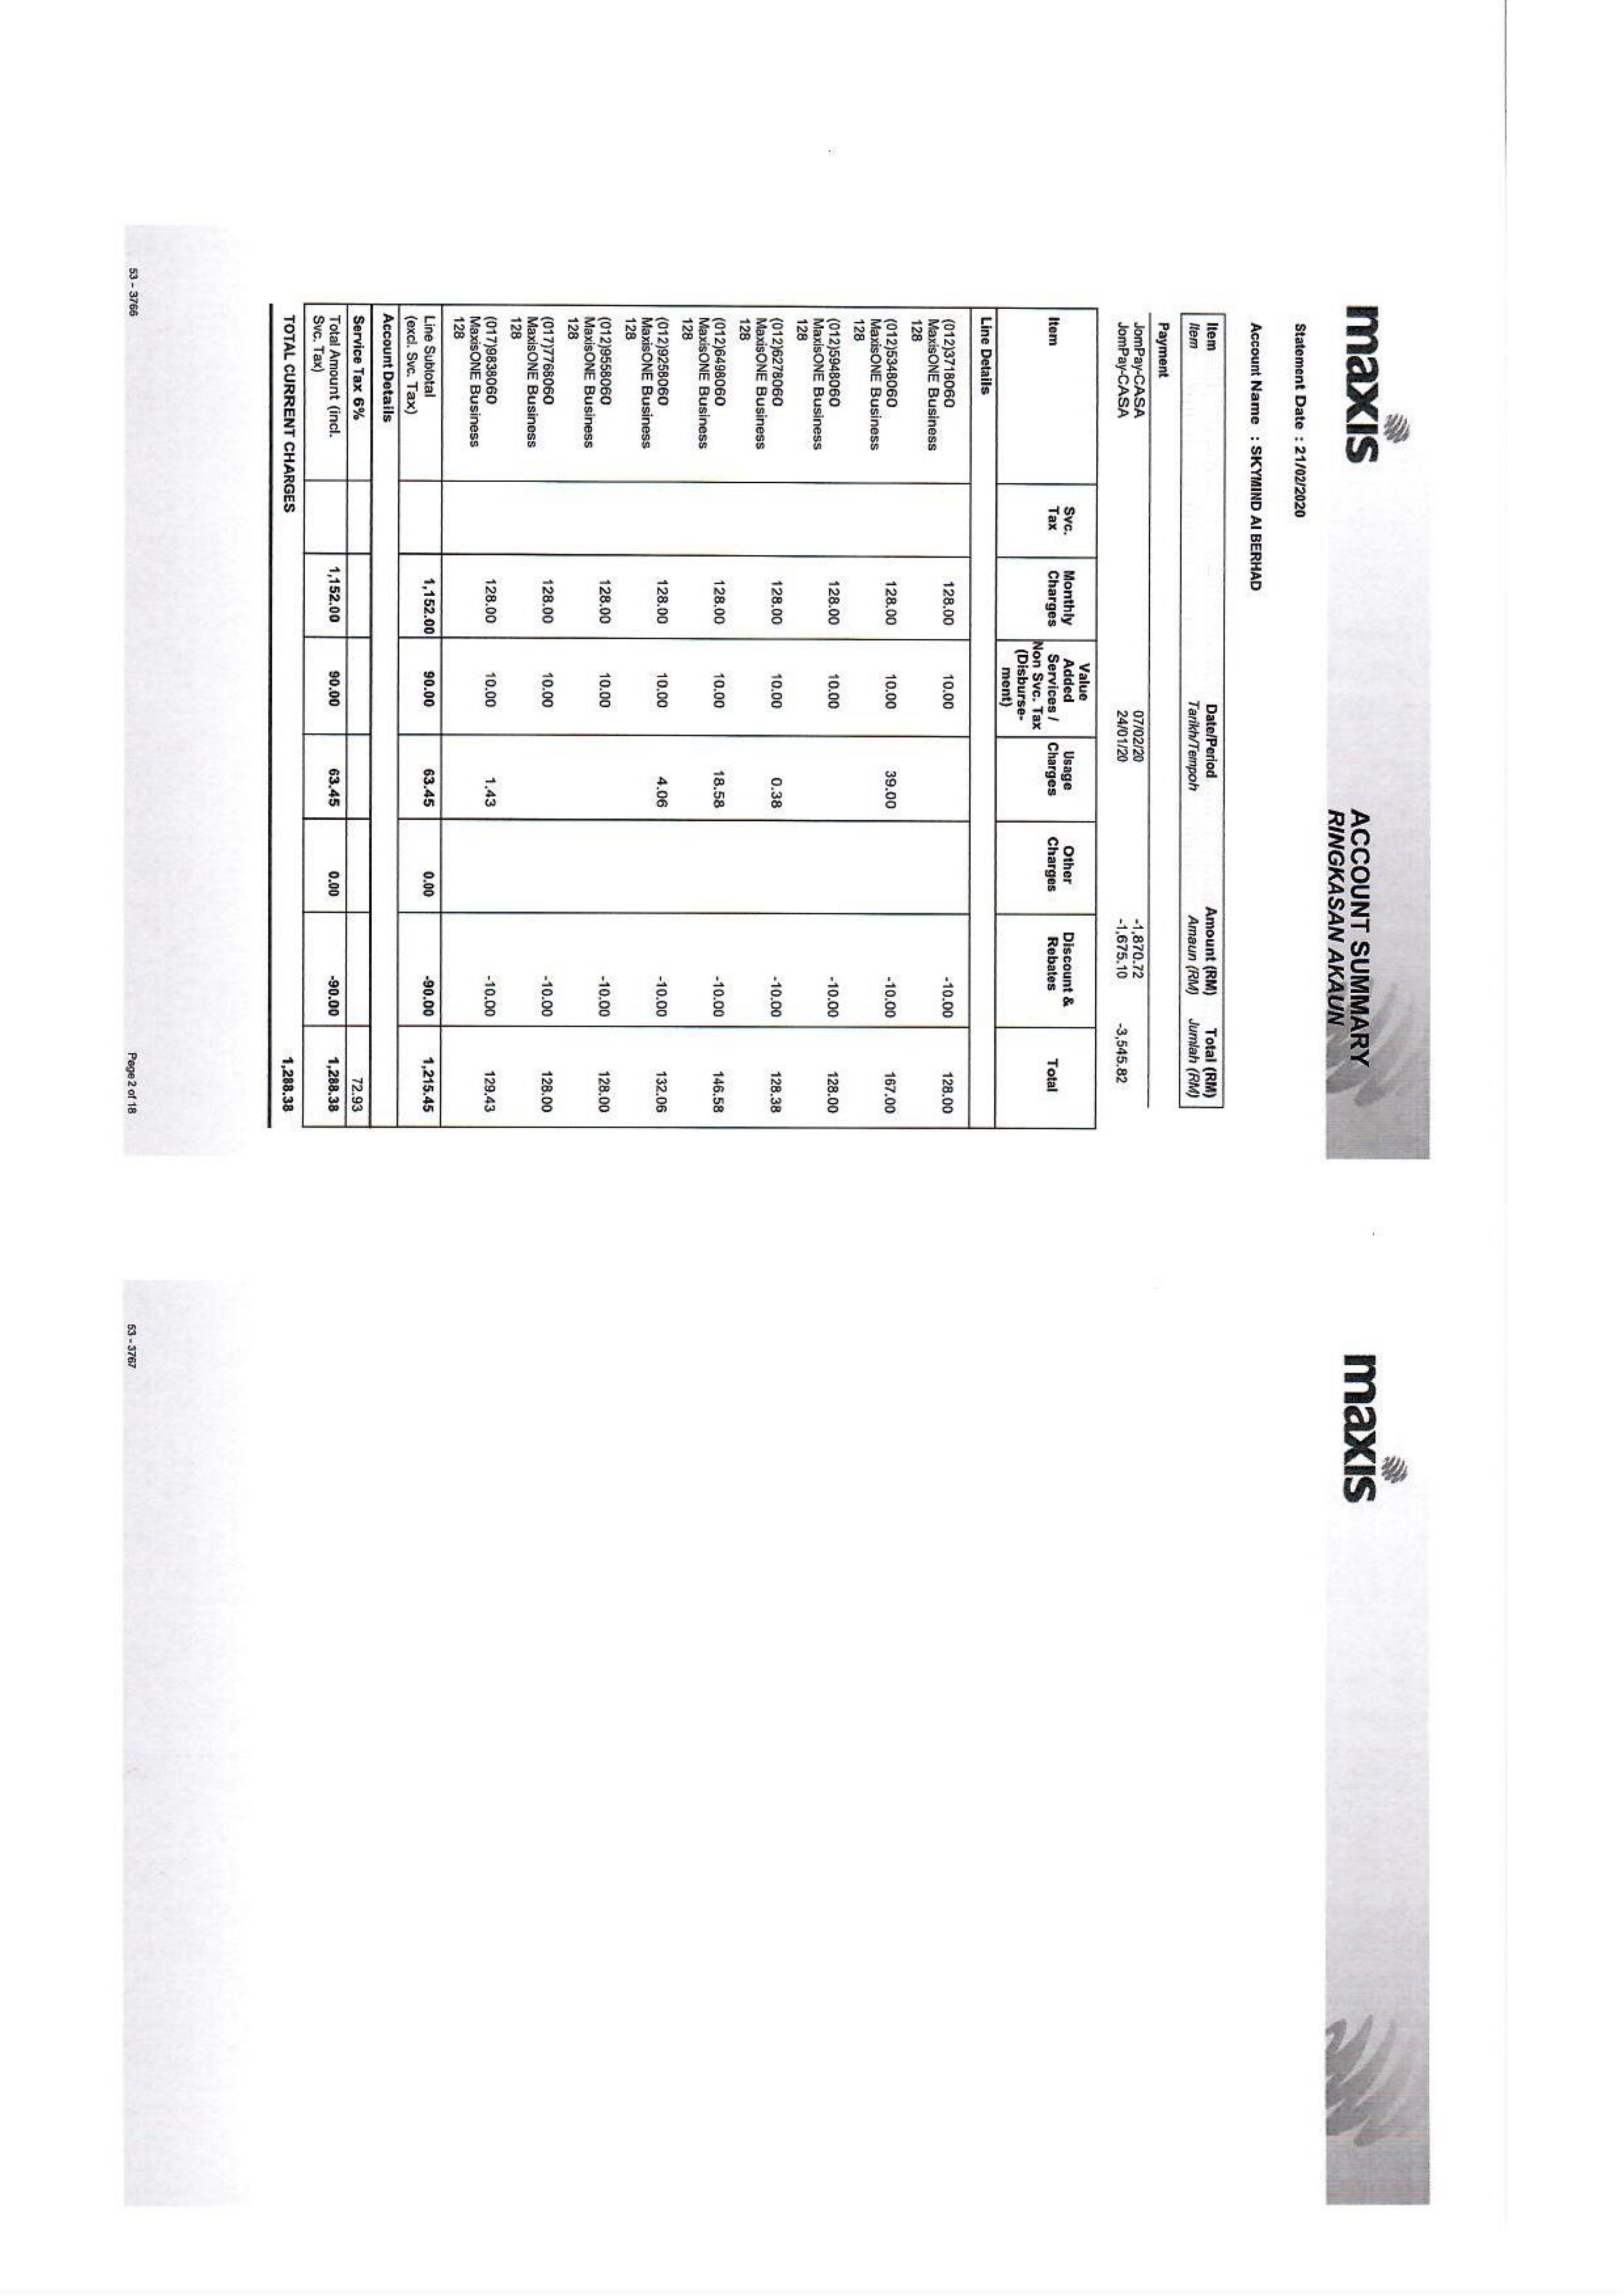 maxis
ACCOUNT SUMMARY
RINGKASAN AKAUN
Statement Date : 21/02/2020
Account Name : SKYMIND AI BERHAD
Item Date/Period Amount (RM) Total (RM)
Item Tarikh/Tempoh Amaun (RM) Jumlah (RM)
Payment
JomPay-CASA 07/02/20 -1,870.72
JomPay-CASA 24/01/20 -1,675.10 -3,545.82
Item Svc. Tax Monthly Charges Value Added Services / Non Svc. Tax (Disburse-ment) Usage Charges Other Charges Discount & Rebates Total
Line Details
(012)3718060 128.00 10.00 -10.00 128.00
MaxisONE Business
128
(012)5348060 128.00 10.00 39.00 -10.00 167.00
MaxisONE Business
128
(012)5948060 128.00 10.00 -10.00 128.00
MaxisONE Business
128
(012)6278060 128.00 10.00 0.38 -10.00 128.38
MaxisONE Business
128
(012)6498060 128.00 10.00 18.58 -10.00 146.58
MaxisONE Business
128
(012)9258060 128.00 10.00 4.06 -10.00 132.06
MaxisONE Business
128
(012)9558060 128.00 10.00 -10.00 128.00
MaxisONE Business
128
(017)7768060 128.00 10.00 -10.00 128.00
MaxisONE Business
128
(017)9838060 128.00 10.00 1.43 -10.00 129.43
MaxisONE Business
128
Line Subtotal 1,152.00 90.00 63.45 0.00 -90.00 1,215.45
(excl. Svc. Tax)
Account Details
Service Tax 6% 72.93
Total Amount (incl. 1,152.00 90.00 63.45 0.00 -90.00 1,288.38
Svc. Tax)
TOTAL CURRENT CHARGES 1,288.38
53 - 3766 Page 2 of 18
maxis
53 - 3767